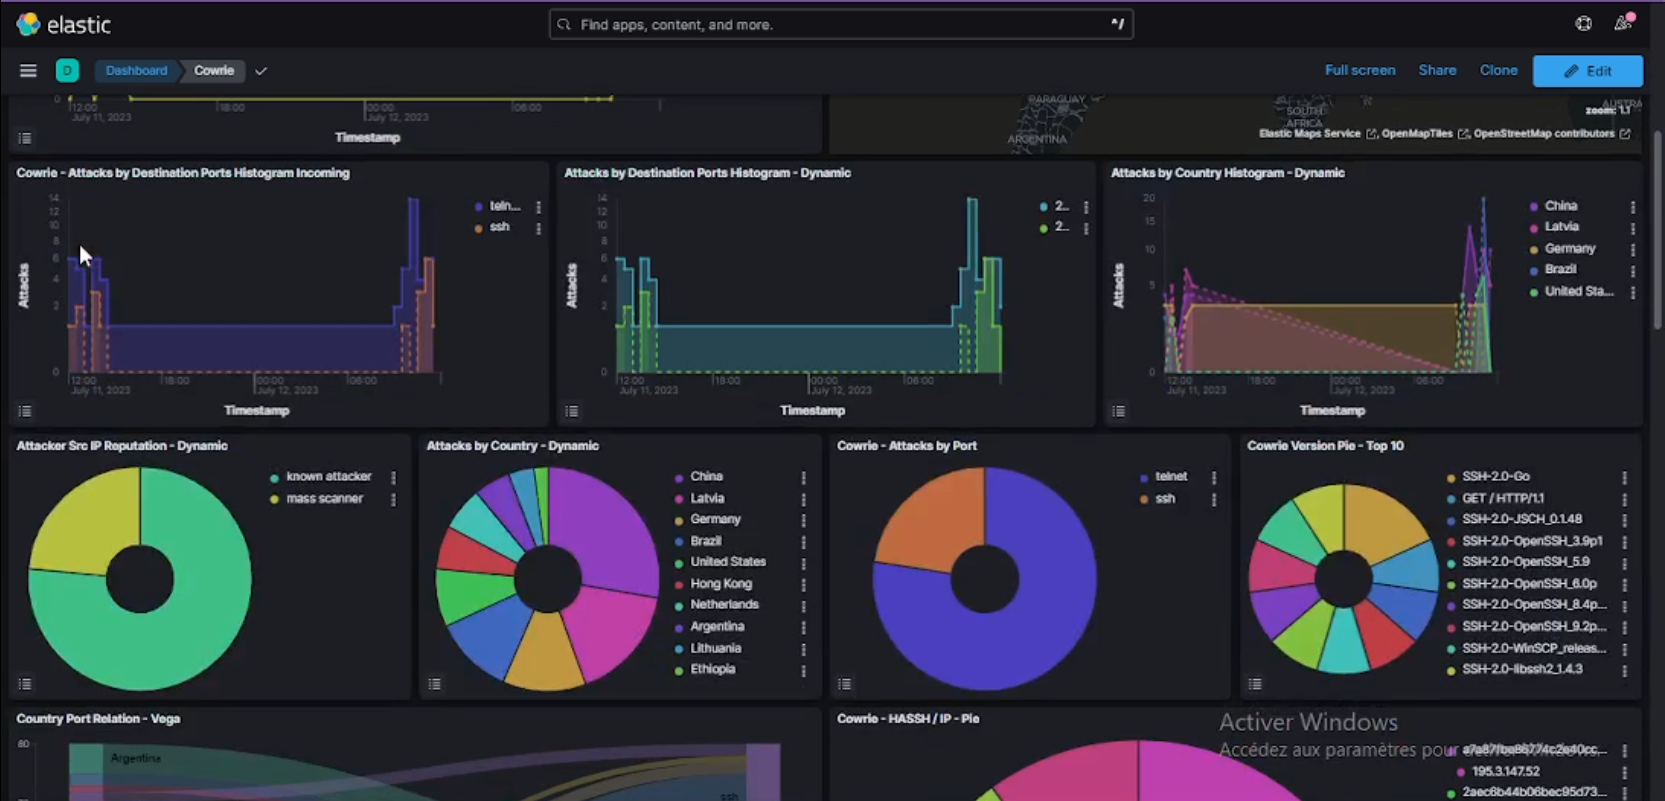 elastic
Find apps, content, and more.
^/
D
Dashboard
Cowrie
Full screen
Share
Clone
Edit
0
12:00
18:00
00:00
06:00
July 11, 2023
July 12, 2023
Timestamp
PARAGUAY
ARGENTINA
SOUTH
AFRICA
AUSTRA
zoom: 1.1
Elastic Maps Service , OpenMapTiles , OpenStreetMap contributors
Cowrie - Attacks by Destination Ports Histogram Incoming
Attacks
14
12
10
8
6
4
2
0
12:00
18:00
00:00
06:00
July 11, 2023
July 12, 2023
Timestamp
teln...
ssh
Attacks by Destination Ports Histogram - Dynamic
Attacks
14
12
10
8
6
4
2
0
12:00
18:00
00:00
06:00
July 11, 2023
July 12, 2023
Timestamp
2..
2..
Attacks by Country Histogram - Dynamic
Attacks
20
15
10
5
0
12:00
18:00
00:00
06:00
July 11, 2023
July 12, 2023
Timestamp
China
Latvia
Germany
Brazil
United Sta...
Attacker Src IP Reputation - Dynamic
known attacker
mass scanner
Attacks by Country - Dynamic
China
Latvia
Germany
Brazil
United States
Hong Kong
Netherlands
Argentina
Lithuania
Ethiopia
Cowrie - Attacks by Port
telnet
ssh
Cowrie Version Pie - Top 10
SSH-2.0-Go
GET / HTTP/1.1
SSH-2.0-JSCH_0.1.48
SSH-2.0-OpenSSH_3.9p1
SSH-2.0-OpenSSH_5.9
SSH-2.0-OpenSSH_6.0p
SSH-2.0-OpenSSH_8.4p...
SSH-2.0-OpenSSH_9.2p...
SSH-2.0-WinSCP_releas...
SSH-2.0-libssh2_1.4.3
Country Port Relation - Vega
80
Argentina
ssh
Cowrie - HASSH / IP - Pie
195.3.147.52
2aec6b44b06bec95d73...
Activer Windows
Accédez aux paramètres pour